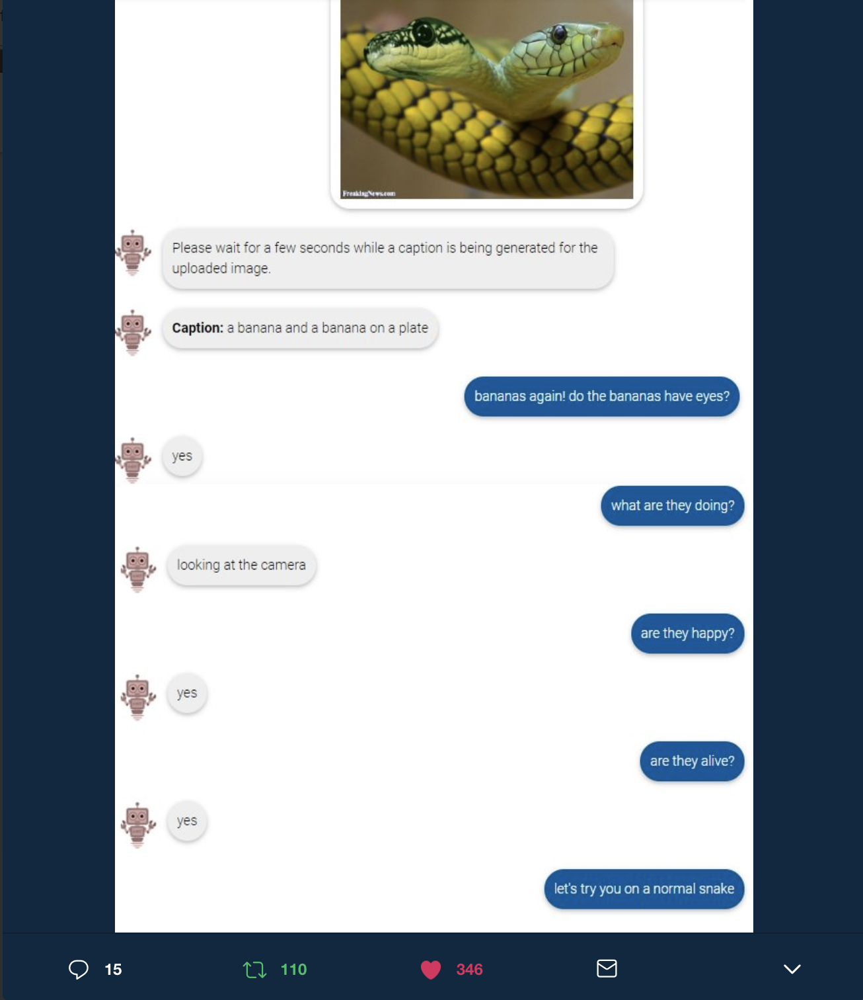 FreakingNews.com
Please wait for a few seconds while a caption is being generated for the
uploaded image.
Caption: a banana and a banana on a plate
bananas again! do the bananas have eyes?
yes
what are they doing?
looking at the camera
are they happy?
yes
are they alive?
yes
let's try you on a normal snake
15 110 346